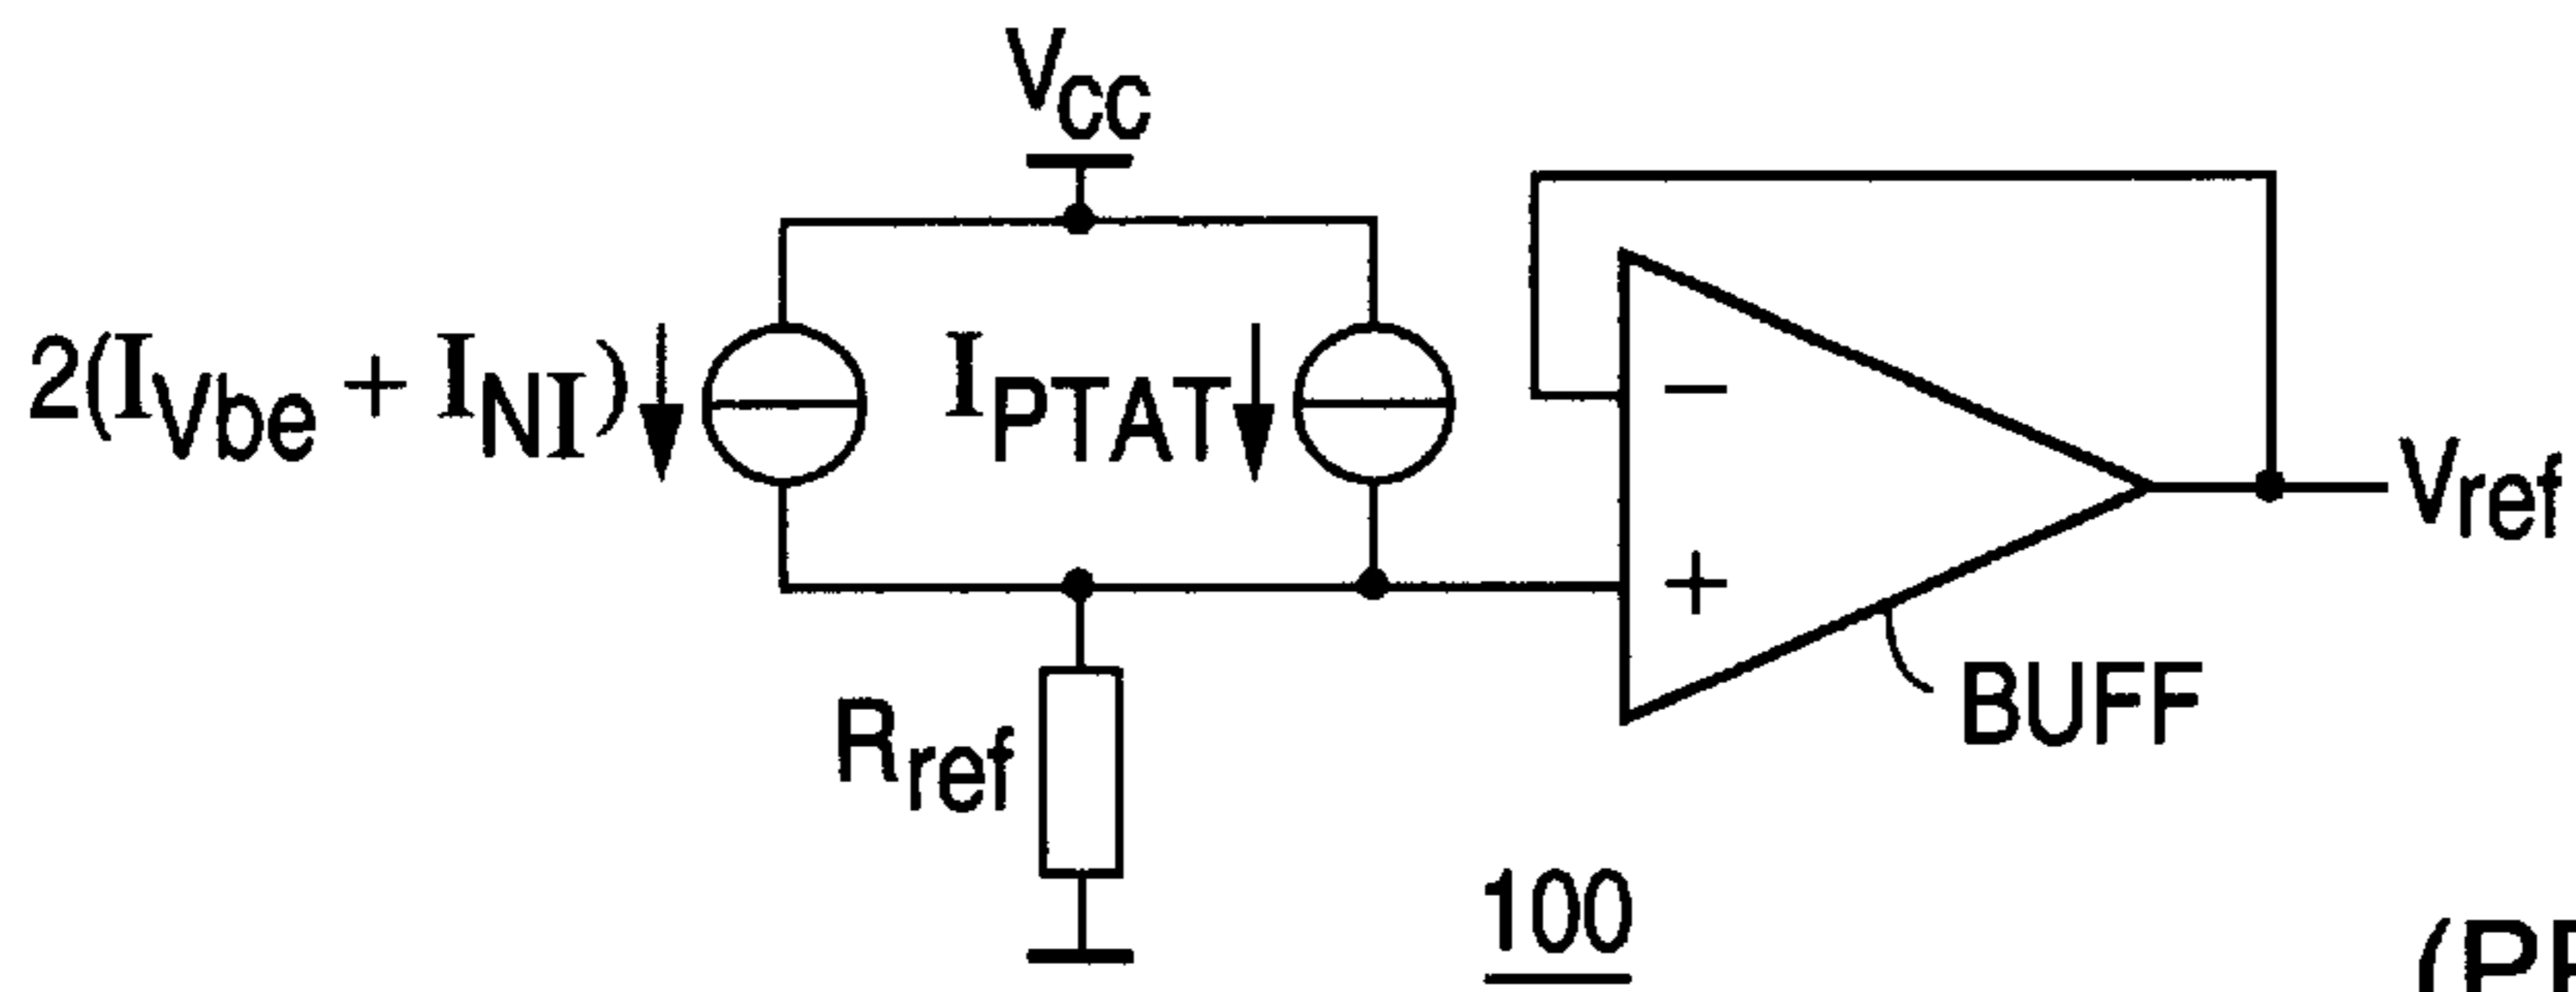 Vcc
2(IVbe + INI)
IPTAT
−
+
Vref
BUFF
Rref
100